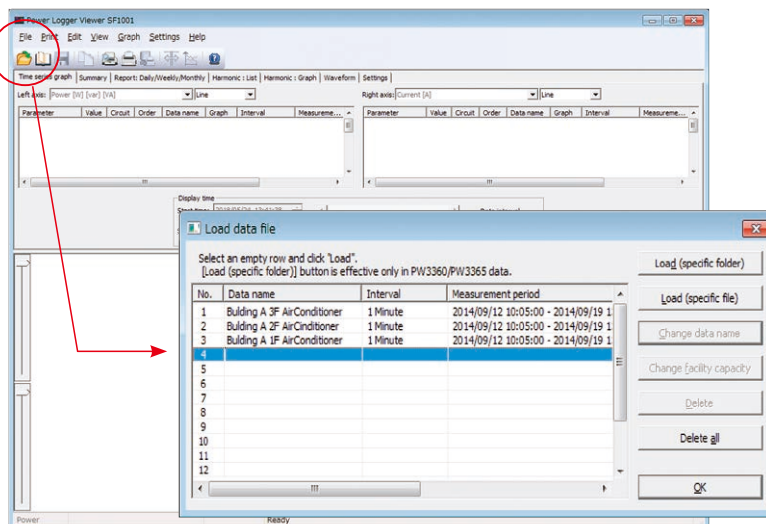 Power Logger Viewer SF1001
File Print Edit View Graph Settings Help
Time series graph Summary Report: Daily/Weekly/Monthly Harmonic : List Harmonic : Graph Waveform Settings
Left axis: Power [W] [var] [VA] Line Right axis: Current [A] Line
Parameter Value Circuit Order Data name Graph Interval Measureme... Parameter Value Circuit Order Data name Graph Interval Measureme...
Display time
Load data file
Select an empty row and click "Load".
[Load (specific folder)] button is effective only in PW3360/PW3365 data.
Load (specific folder)
No. Data name Interval Measurement period
Load (specific file)
1 Bulding A 3F AirConditioner 1 Minute 2014/09/12 10:05:00 - 2014/09/19 1
2 Bulding A 2F AirCinditioner 1 Minute 2014/09/12 10:05:00 - 2014/09/19 1
3 Bulding A 1F AirConditioner 1 Minute 2014/09/12 10:05:00 - 2014/09/19 1
Change data name
4
5
Change facility capacity
6
7
Delete
8
9
10
Delete all
11
12
OK
Power Ready